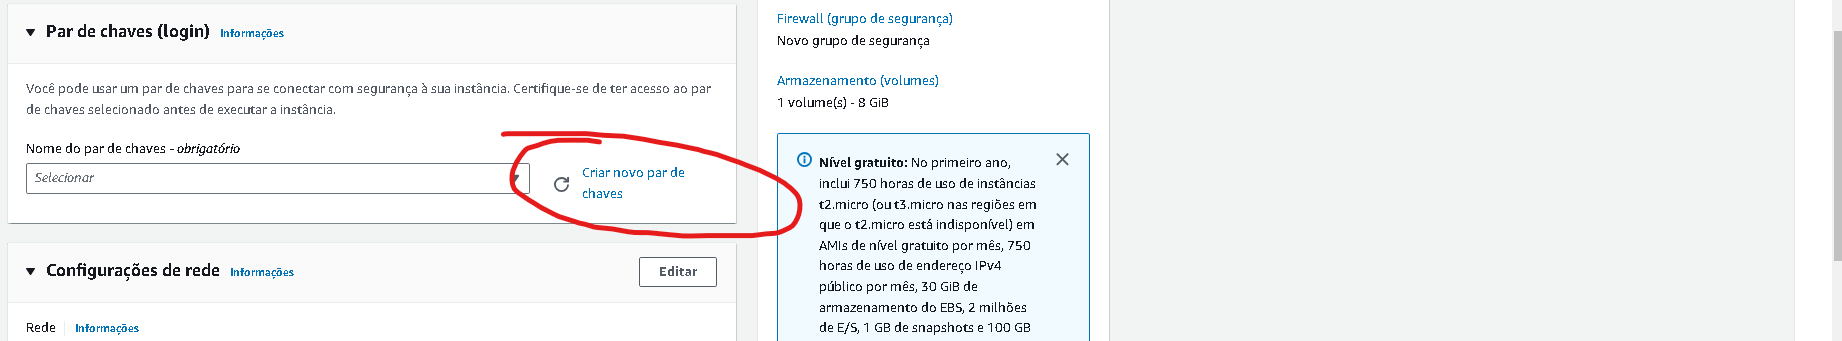 Par de chaves (login) Informações
Você pode usar um par de chaves para se conectar com segurança à sua instância. Certifique-se de ter acesso ao par
de chaves selecionado antes de executar a instância.
Nome do par de chaves - obrigatório
Selecionar
Criar novo par de
chaves
Configurações de rede Informações
Editar
Rede Informações
Firewall (grupo de segurança)
Novo grupo de segurança
Armazenamento (volumes)
1 volume(s) - 8 GiB
Nível gratuito: No primeiro ano,
inclui 750 horas de uso de instâncias
t2.micro (ou t3.micro nas regiões em
que o t2.micro está indisponível) em
AMIs de nível gratuito por mês, 750
horas de uso de endereço IPv4
público por mês, 30 GiB de
armazenamento do EBS, 2 milhões
de E/S, 1 GB de snapshots e 100 GB